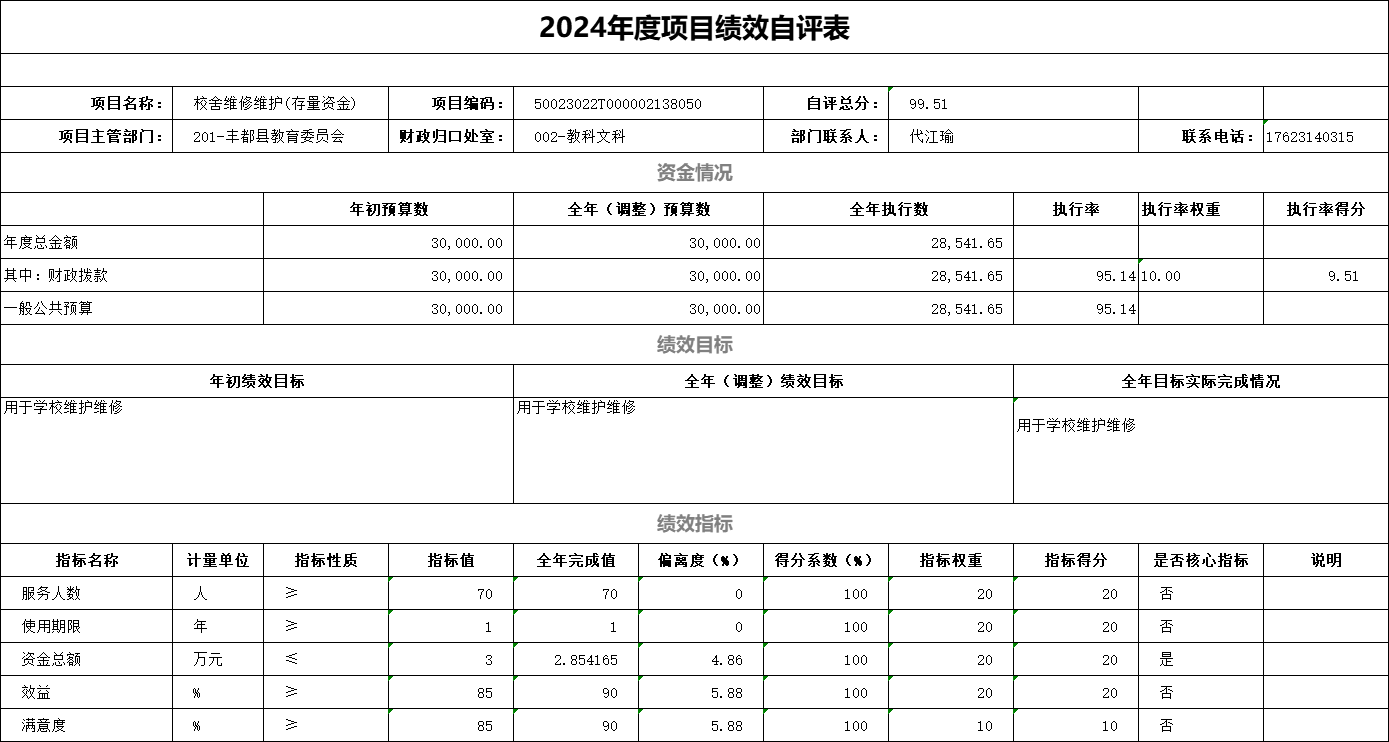 2024年度项目绩效自评表
项目名称： 校舍维修维护(存量资金) 项目编码： 50023022T000002138050 自评总分： 99.51
项目主管部门： 201-丰都县教育委员会 财政归口处室： 002-教科文科 部门联系人： 代江瑜 联系电话： 17623140315
资金情况
年初预算数 全年（调整）预算数 全年执行数 执行率 执行率权重 执行率得分
年度总金额 30,000.00 30,000.00 28,541.65
其中：财政拨款 30,000.00 30,000.00 28,541.65 95.14 10.00 9.51
一般公共预算 30,000.00 30,000.00 28,541.65 95.14
绩效目标
年初绩效目标 全年（调整）绩效目标 全年目标实际完成情况
用于学校维护维修 用于学校维护维修 用于学校维护维修
绩效指标
指标名称 计量单位 指标性质 指标值 全年完成值 偏离度（%） 得分系数（%） 指标权重 指标得分 是否核心指标 说明
服务人数 人 ≥ 70 70 0 100 20 20 否
使用期限 年 ≥ 1 1 0 100 20 20 否
资金总额 万元 ≤ 3 2.854165 4.86 100 20 20 是
效益 % ≥ 85 90 5.88 100 20 20 否
满意度 % ≥ 85 90 5.88 100 10 10 否